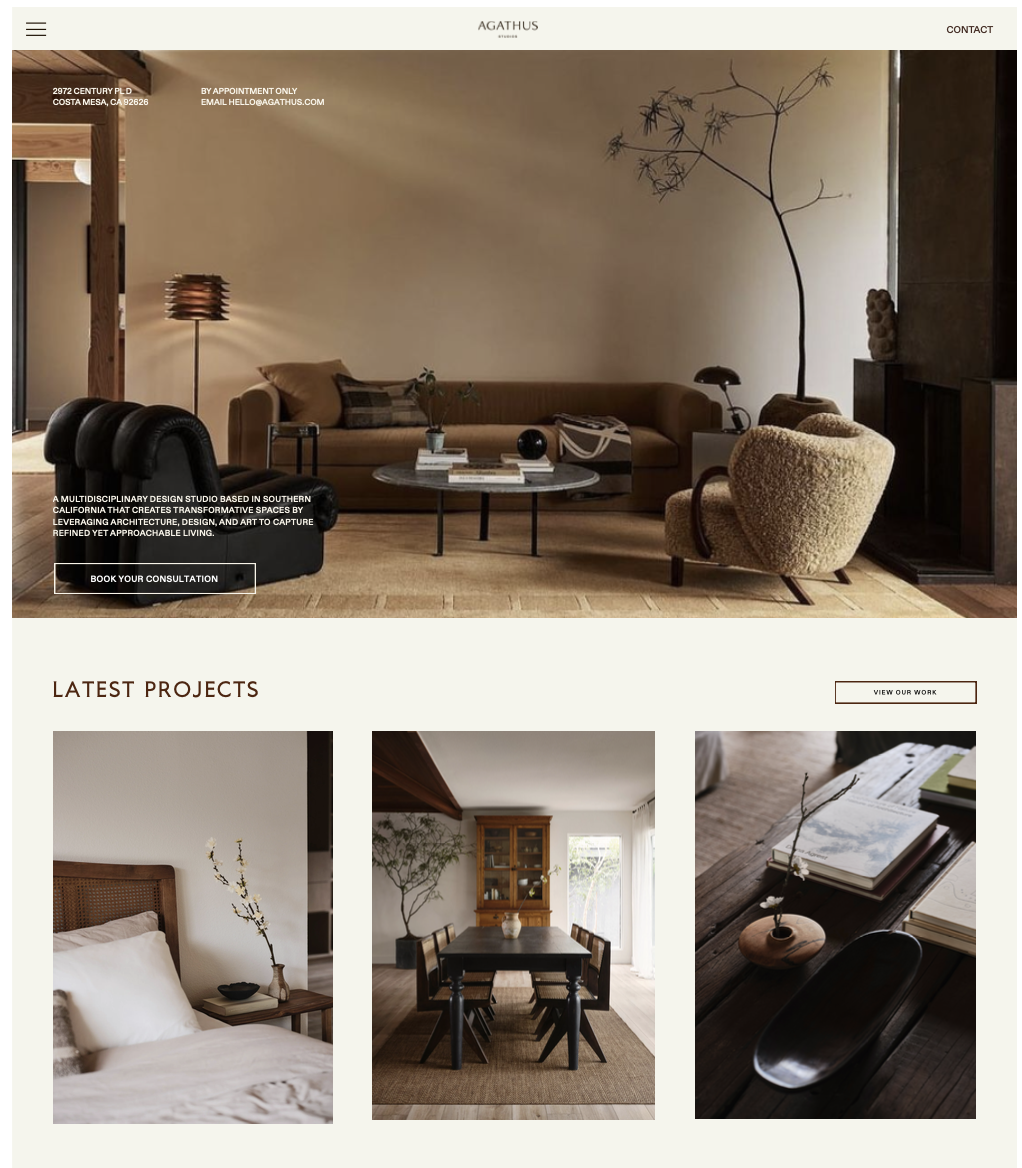 AGATHUS
STUDIOS
CONTACT
2972 CENTURY PL D
COSTA MESA, CA 92626
BY APPOINTMENT ONLY
EMAIL HELLO@AGATHUS.COM
A MULTIDISCIPLINARY DESIGN STUDIO BASED IN SOUTHERN
CALIFORNIA THAT CREATES TRANSFORMATIVE SPACES BY
LEVERAGING ARCHITECTURE, DESIGN, AND ART TO CAPTURE
REFINED YET APPROACHABLE LIVING.
BOOK YOUR CONSULTATION
LATEST PROJECTS
VIEW OUR WORK